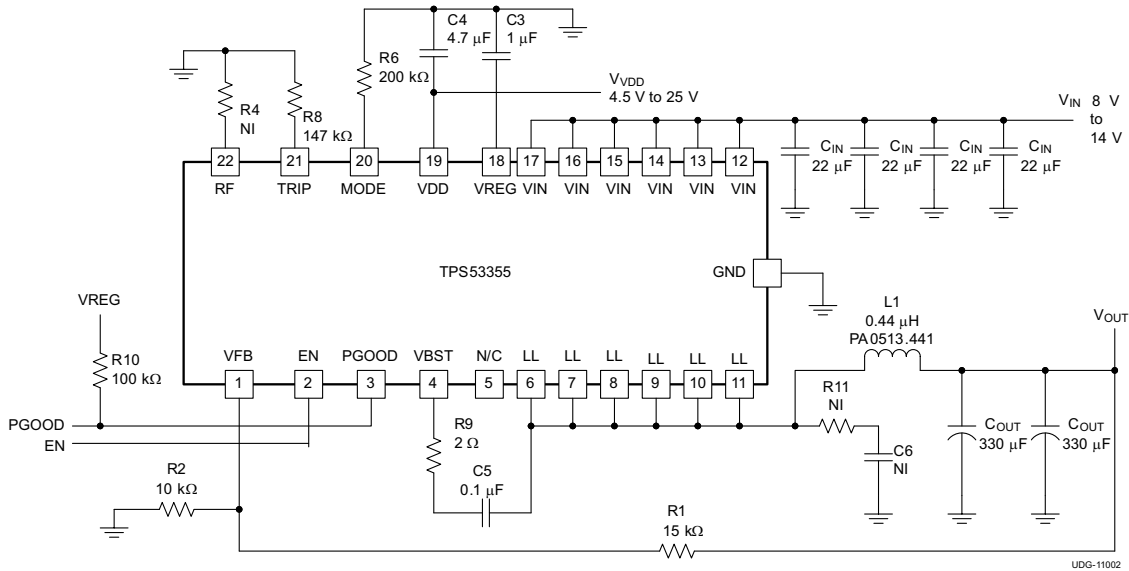 C4
4.7 µF
C3
1 µF
R6
200 kΩ
R4
NI
R8
147 kΩ
VVDD
4.5 V to 25 V
VIN 8 V
to
14 V
CIN
22 µF
CIN
22 µF
CIN
22 µF
CIN
22 µF
22
21
20
19
18
17
16
15
14
13
12
RF
TRIP
MODE
VDD
VREG
VIN
VIN
VIN
VIN
VIN
VIN
TPS53355
GND
VREG
R10
100 kΩ
VFB
EN
PGOOD
VBST
N/C
LL
LL
LL
LL
LL
LL
1
2
3
4
5
6
7
8
9
10
11
L1
0.44 µH
PA0513.441
VOUT
PGOOD
EN
R9
2 Ω
C5
0.1 µF
R11
NI
C6
NI
COUT
330 µF
COUT
330 µF
R2
10 kΩ
R1
15 kΩ
UDG-11002